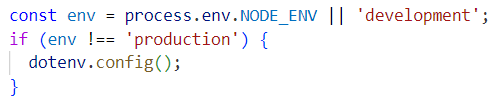 const env = process.env.NODE_ENV || 'development';
if (env !== 'production') {
  dotenv.config();
}